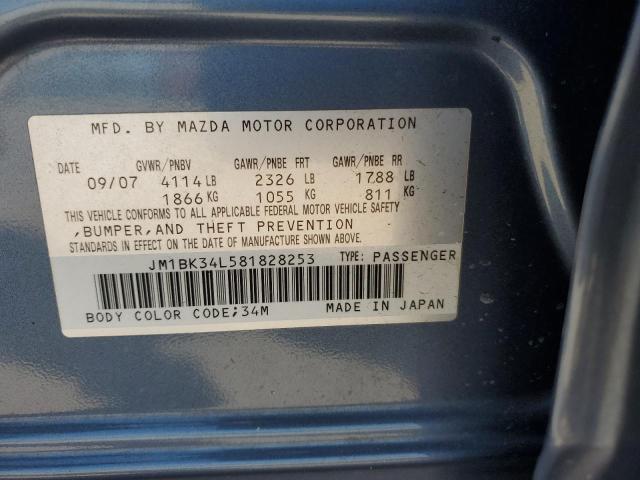 MFD. BY MAZDA MOTOR CORPORATION
DATE GVWR/PNBV GAWR/PNBE FRT GAWR/PNBE RR
09/07 4114 LB 2326 LB 1788 LB
1866 KG 1055 KG 811 KG
THIS VEHICLE CONFORMS TO ALL APPLICABLE FEDERAL MOTOR VEHICLE SAFETY
,BUMPER,AND THEFT PREVENTION
STANDARDS IN EFFECT ON THE DATE OF MANUFACTURE SHOWN ABOVE.
JM1BK34L581828253 TYPE: PASSENGER
BODY COLOR CODE;34M MADE IN JAPAN